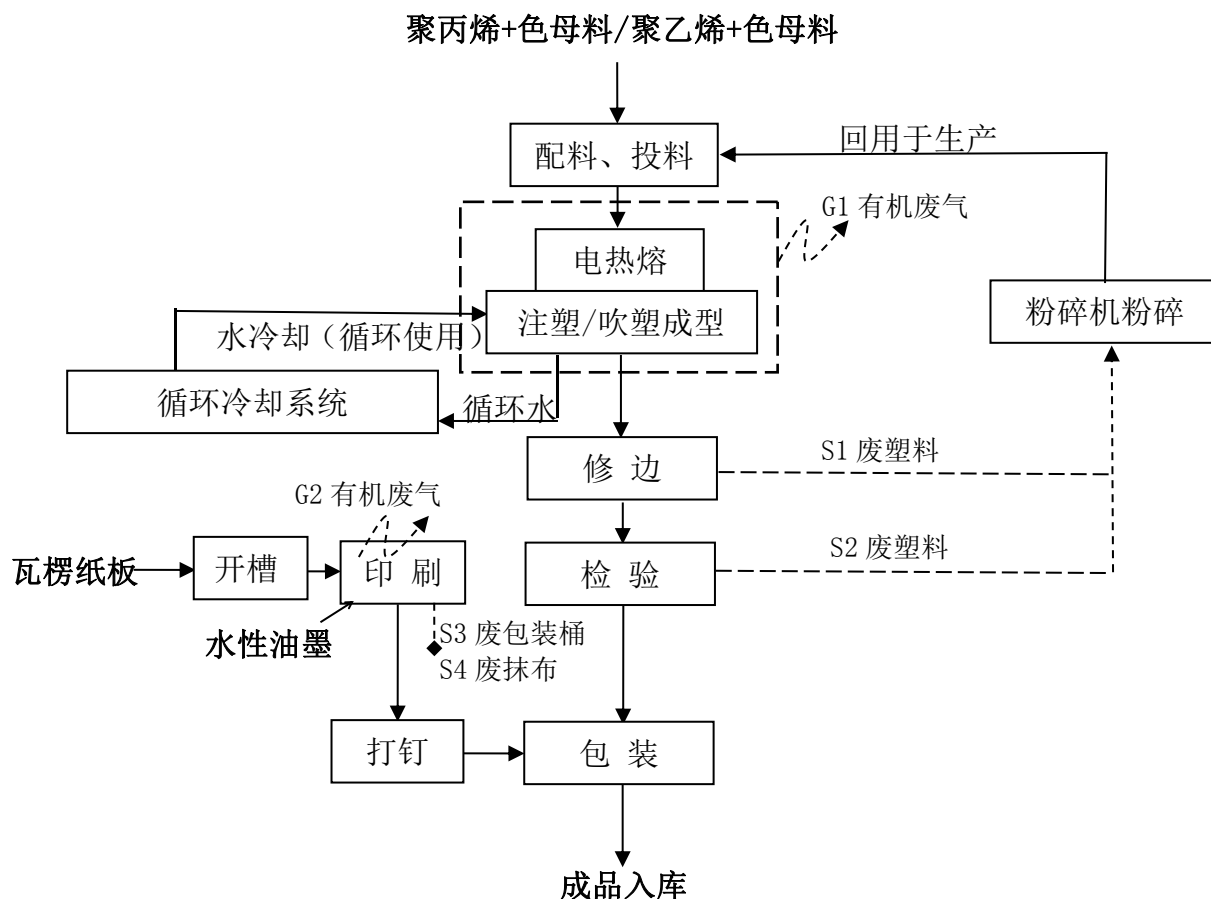 聚丙烯+色母料/聚乙烯+色母料
回用于生产
配料、投料
G1 有机废气
电热熔
注塑/吹塑成型
粉碎机粉碎
水冷却（循环使用）
循环冷却系统
循环水
修 边
S1 废塑料
G2 有机废气
S2 废塑料
瓦楞纸板
开槽
印 刷
检 验
水性油墨
S3 废包装桶
S4 废抹布
打钉
包 装
成品入库